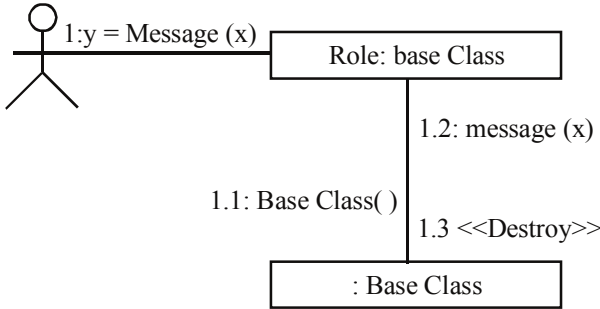 1:y = Message (x)
Role: base Class
1.2: message (x)
1.1: Base Class( )
1.3 <<Destroy>>
: Base Class